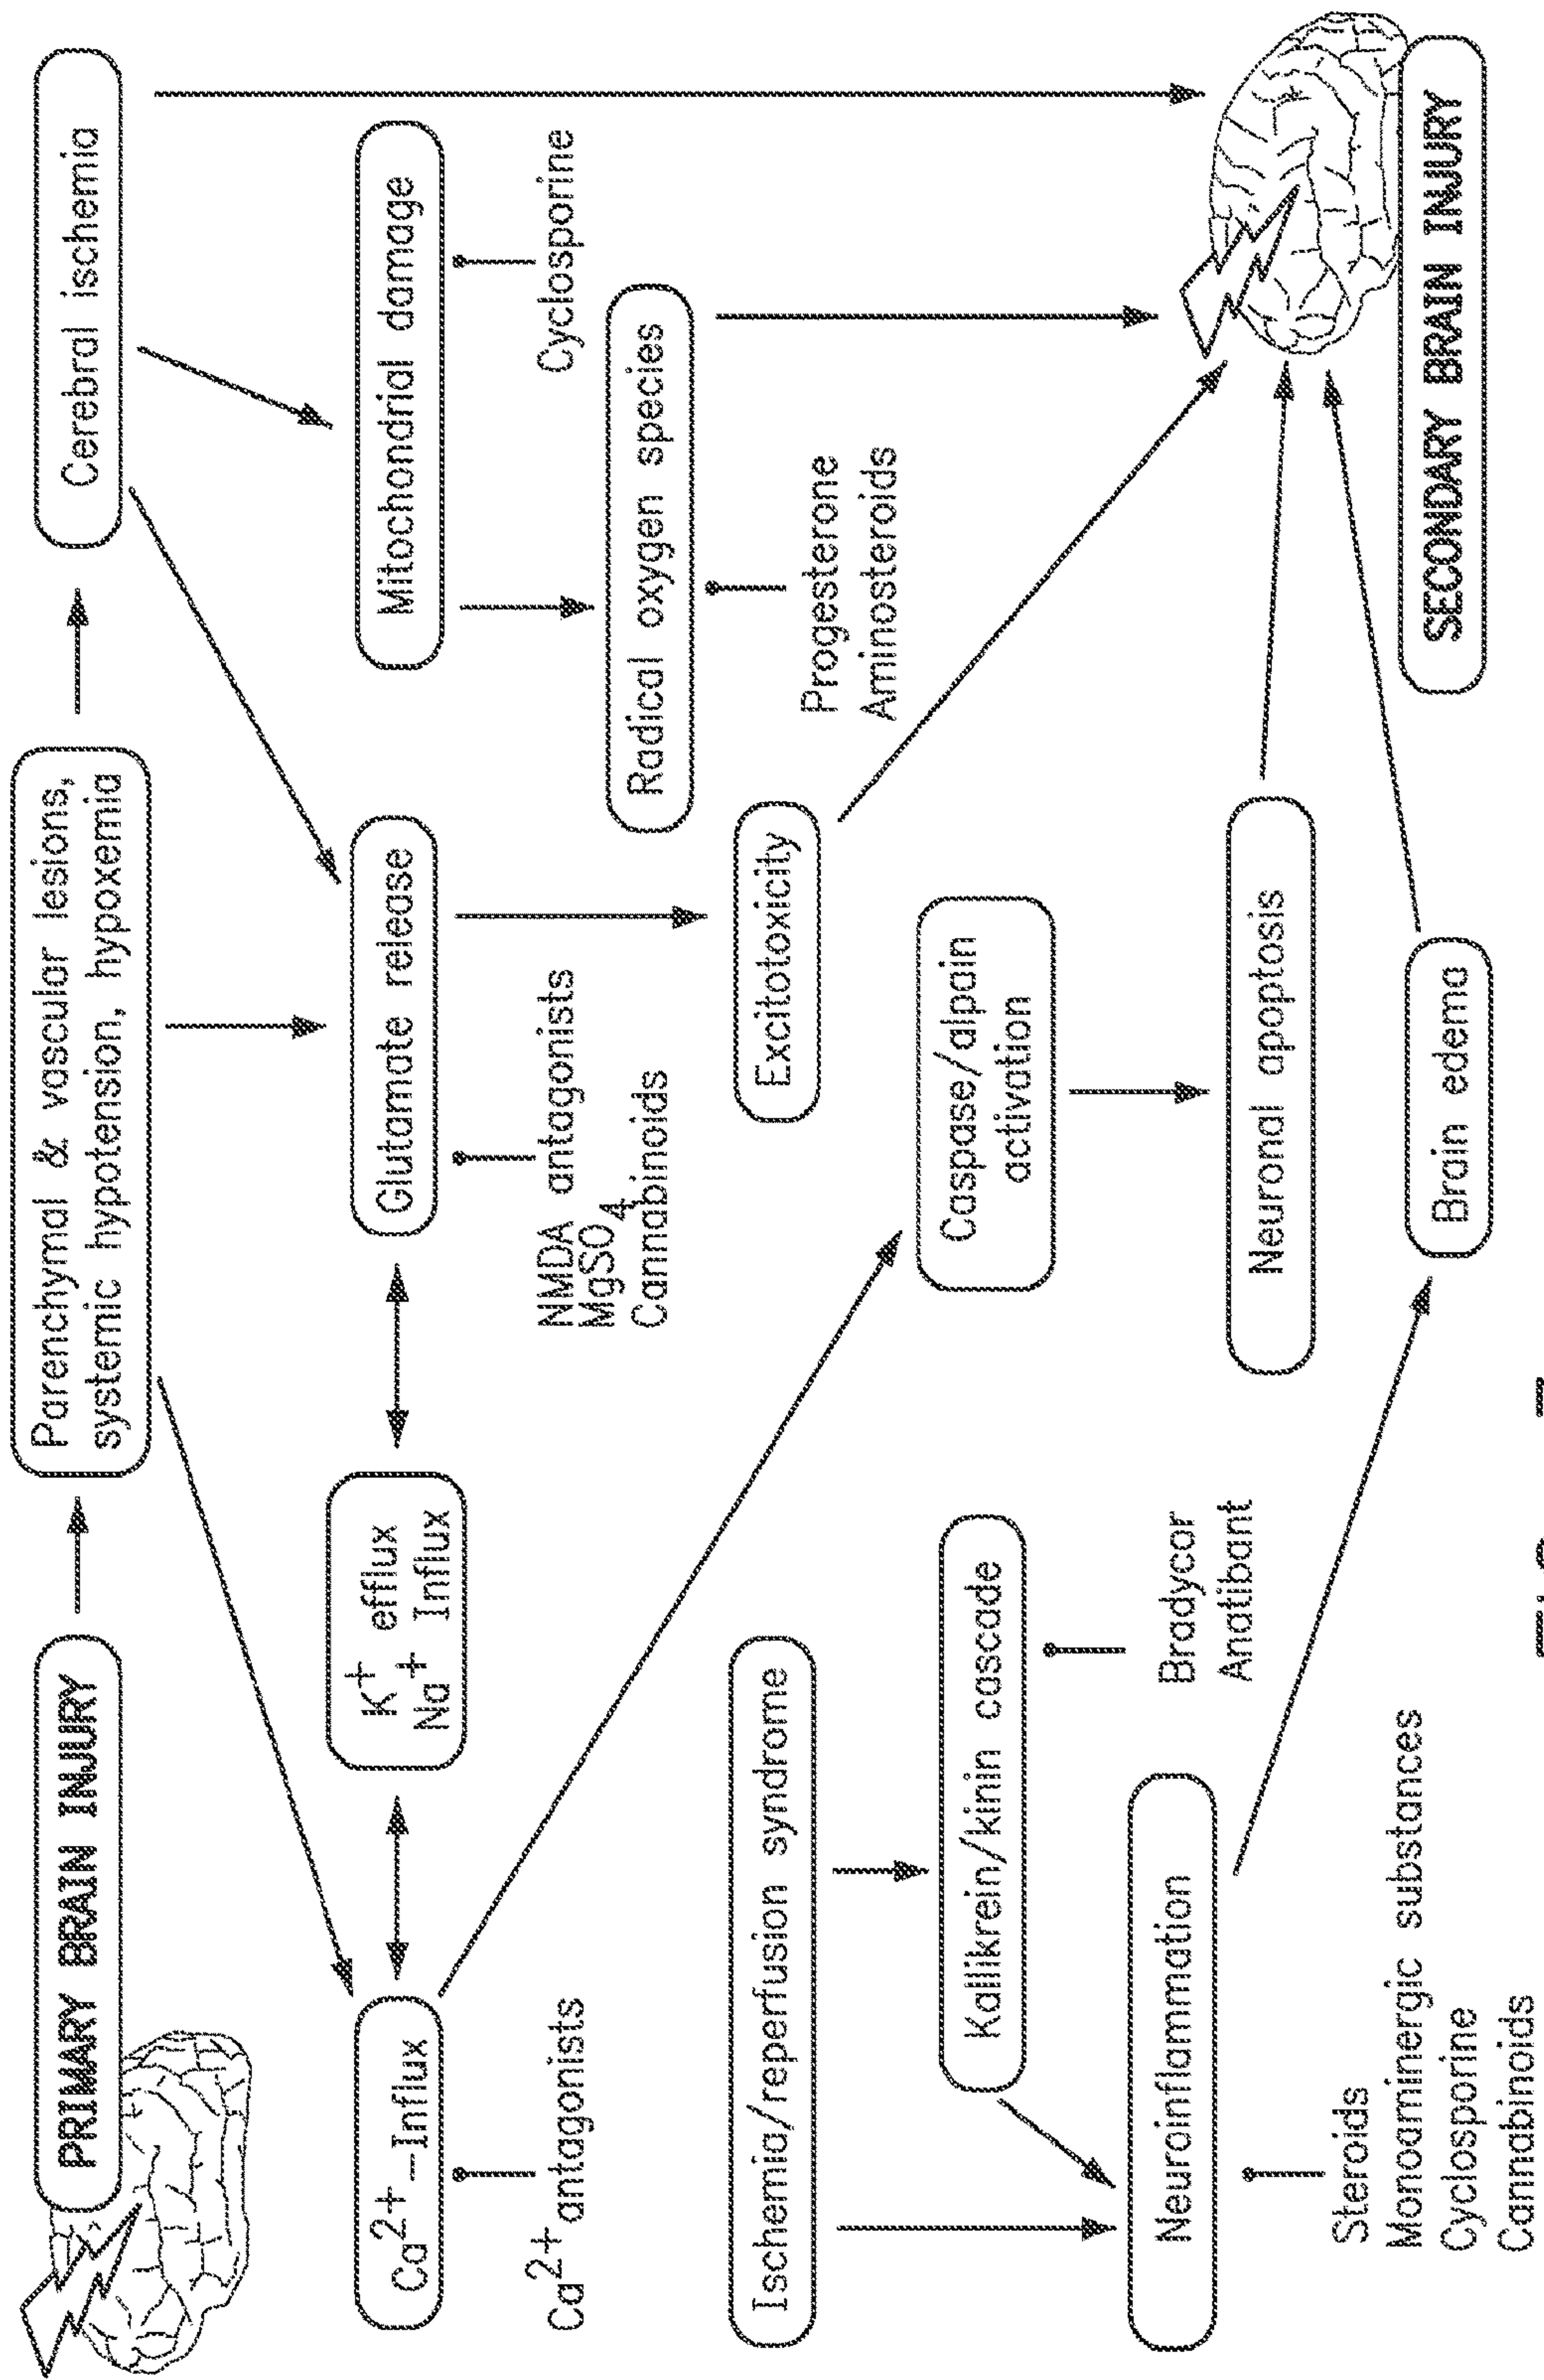 PRIMARY BRAIN INJURY
Parenchymal & vascular lesions,
systemic hypotension, hypoxemia
Cerebral ischemia
Ca2+ -Influx
K+ efflux
Na+ Influx
Glutamate release
Mitochondrial damage
Ca2+ antagonists
NMDA antagonists
MgSO4
Cannabinoids
Cyclosporine
Radical oxygen species
Progesterone
Aminosteroids
Ischemia/reperfusion syndrome
Excitotoxicity
Kallikrein/kinin cascade
Caspase/alpain
activation
Bradycor
Anatibant
Neuroinflammation
Neuronal apoptosis
Steroids
Monoaminergic substances
Cyclosporine
Cannabinoids
Brain edema
SECONDARY BRAIN INJURY